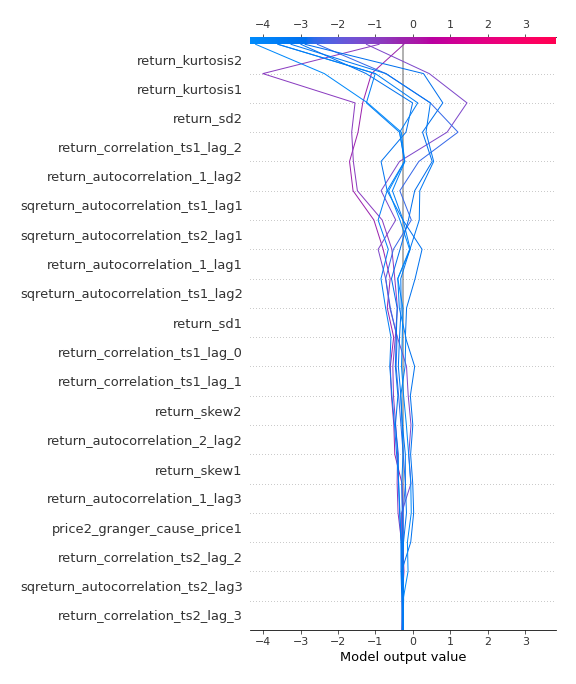 −4 −3 −2 −1 0 1 2 3
return_kurtosis2
return_kurtosis1
return_sd2
return_correlation_ts1_lag_2
return_autocorrelation_1_lag2
sqreturn_autocorrelation_ts1_lag1
sqreturn_autocorrelation_ts2_lag1
return_autocorrelation_1_lag1
sqreturn_autocorrelation_ts1_lag2
return_sd1
return_correlation_ts1_lag_0
return_correlation_ts1_lag_1
return_skew2
return_autocorrelation_2_lag2
return_skew1
return_autocorrelation_1_lag3
price2_granger_cause_price1
return_correlation_ts2_lag_2
sqreturn_autocorrelation_ts2_lag3
return_correlation_ts2_lag_3
−4 −3 −2 −1 0 1 2 3
Model output value